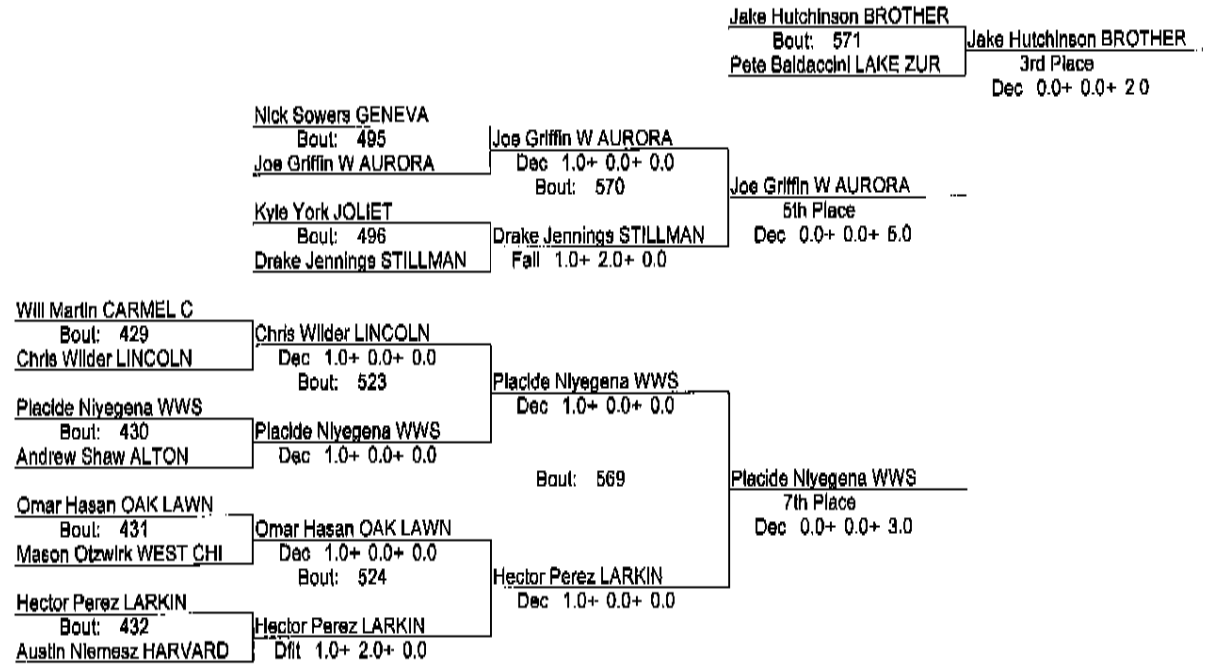 Jake Hutchinson BROTHER
Bout: 571
Pete Baldaccini LAKE ZUR
Jake Hutchinson BROTHER
3rd Place
Dec 0.0+ 0.0+ 2 0
Nick Sowers GENEVA
Bout: 495
Joe Griffin W AURORA
Joe Griffin W AURORA
Dec 1.0+ 0.0+ 0.0
Bout: 570
Kyle York JOLIET
Bout: 496
Drake Jennings STILLMAN
Drake Jennings STILLMAN
Fall 1.0+ 2.0+ 0.0
Joe Griffin W AURORA
5th Place
Dec 0.0+ 0.0+ 5.0
Will Martin CARMEL C
Bout: 429
Chris Wilder LINCOLN
Chris Wilder LINCOLN
Dec 1.0+ 0.0+ 0.0
Bout: 523
Placide Niyegena WWS
Bout: 430
Andrew Shaw ALTON
Placide Niyegena WWS
Dec 1.0+ 0.0+ 0.0
Placide Niyegena WWS
Dec 1.0+ 0.0+ 0.0
Bout: 569
Omar Hasan OAK LAWN
Bout: 431
Mason Otzwirk WEST CHI
Omar Hasan OAK LAWN
Dec 1.0+ 0.0+ 0.0
Bout: 524
Hector Perez LARKIN
Bout: 432
Austin Niemesz HARVARD
Hector Perez LARKIN
Dflt 1.0+ 2.0+ 0.0
Hector Perez LARKIN
Dec 1.0+ 0.0+ 0.0
Placide Niyegena WWS
7th Place
Dec 0.0+ 0.0+ 3.0